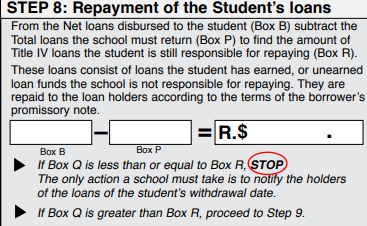 STEP 8: Repayment of the Student's loans
From the Net loans disbursed to the student (Box B) subtract the
Total loans the school must return (Box P) to find the amount of
Title IV loans the student is still responsible for repaying (Box R).
These loans consist of loans the student has earned, or unearned
loan funds the school is not responsible for repaying. They are
repaid to the loan holders according to the terms of the borrower's
promissory note.
– = R.$ .
Box B Box P
▶ If Box Q is less than or equal to Box R, STOP
The only action a school must take is to notify the holders
of the loans of the student's withdrawal date.
▶ If Box Q is greater than Box R, proceed to Step 9.